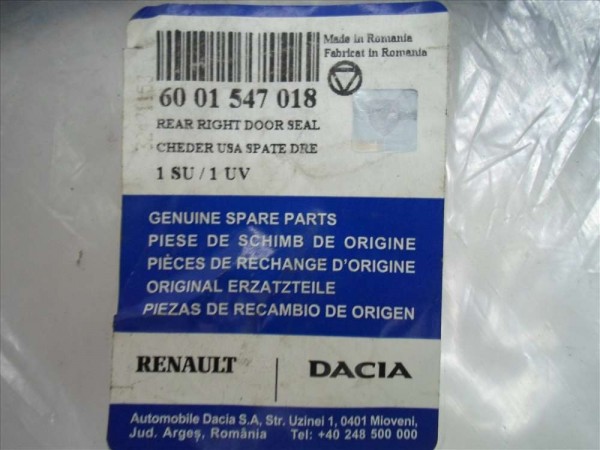 Made in Romania
Fabricat in Romania
60 01 547 018
REAR RIGHT DOOR SEAL
CHEDER USA SPATE DRE
1 SU / 1 UV
GENUINE SPARE PARTS
PIESE DE SCHIMB DE ORIGINE
PIÈCES DE RECHANGE D'ORIGINE
ORIGINAL ERZATZTEILE
PIEZAS DE RECAMBIO DE ORIGEN
RENAULT | DACIA
Automobile Dacia S.A, Str. Uzinei 1, 0401 Mioveni,
Jud. Argeş, România Tel: +40 248 500 000